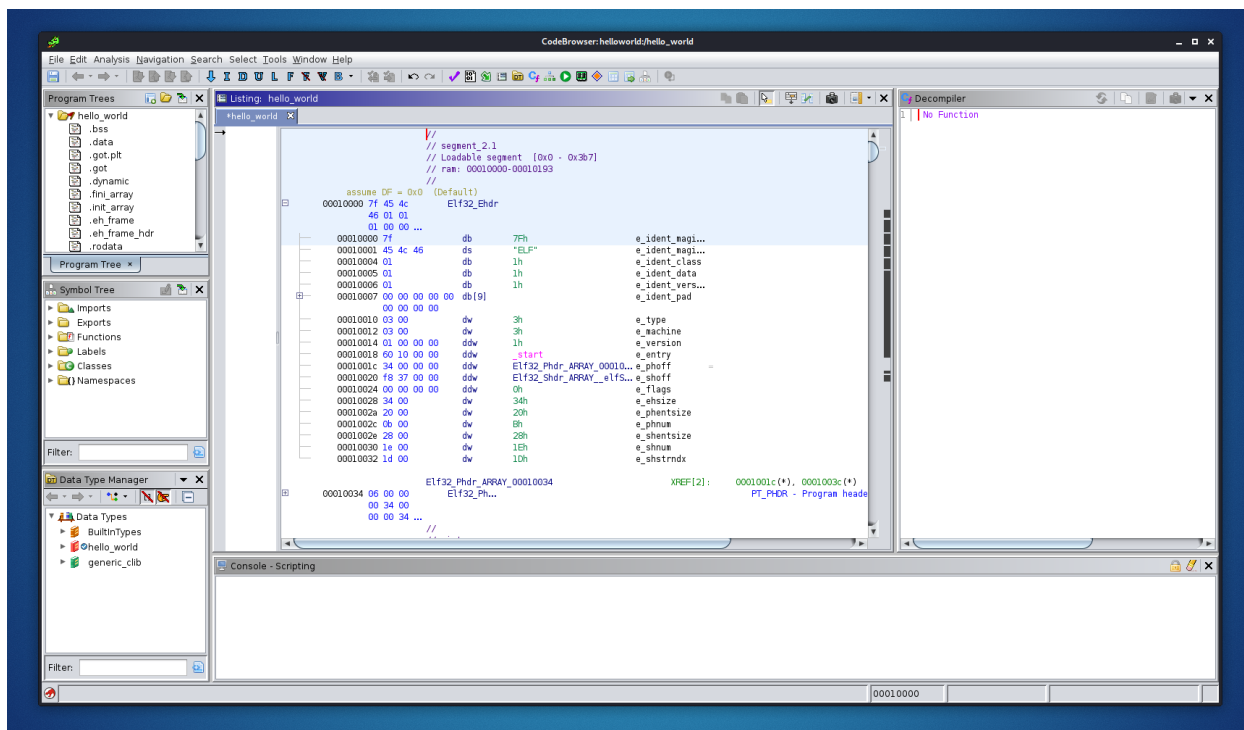 CodeBrowser: helloworld:/hello_world
File Edit Analysis Navigation Search Select Tools Window Help
I D U L F B
Program Trees
hello_world
.bss
.data
.got.plt
.got
.dynamic
.fini_array
.init_array
.eh_frame
.eh_frame_hdr
.rodata
Program Tree ×
Symbol Tree
Imports
Exports
Functions
Labels
Classes
Namespaces
Filter:
Data Type Manager
Data Types
BuiltInTypes
hello_world
generic_clib
Filter:
Listing: hello_world
*hello_world
//
// segment_2.1
// Loadable segment [0x0 - 0x3b7]
// ram: 00010000-00010193
//
assume DF = 0x0 (Default)
00010000 7f 45 4c Elf32_Ehdr
46 01 01
01 00 00 ...
00010000 7f db 7Fh e_ident_magi...
00010001 45 4c 46 ds "ELF" e_ident_magi...
00010004 01 db 1h e_ident_class
00010005 01 db 1h e_ident_data
00010006 01 db 1h e_ident_vers...
00010007 00 00 00 00 00 db[9] e_ident_pad
00 00 00 00
00010010 03 00 dw 3h e_type
00010012 03 00 dw 3h e_machine
00010014 01 00 00 00 ddw 1h e_version
00010018 60 10 00 00 ddw _start e_entry
0001001c 34 00 00 00 ddw Elf32_Phdr_ARRAY_00010... e_phoff =
00010020 f8 37 00 00 ddw Elf32_Shdr_ARRAY__elfS... e_shoff
00010024 00 00 00 00 ddw 0h e_flags
00010028 34 00 dw 34h e_ehsize
0001002a 20 00 dw 20h e_phentsize
0001002c 0b 00 dw Bh e_phnum
0001002e 28 00 dw 28h e_shentsize
00010030 1e 00 dw 1Eh e_shnum
00010032 1d 00 dw 1Dh e_shstrndx
Elf32_Phdr_ARRAY_00010034 XREF[2]: 0001001c(*), 0001003c(*)
00010034 06 00 00 Elf32_Ph... PT_PHDR - Program heade
00 34 00
00 00 34 ...
//
Decompiler
1 No Function
Console - Scripting
00010000